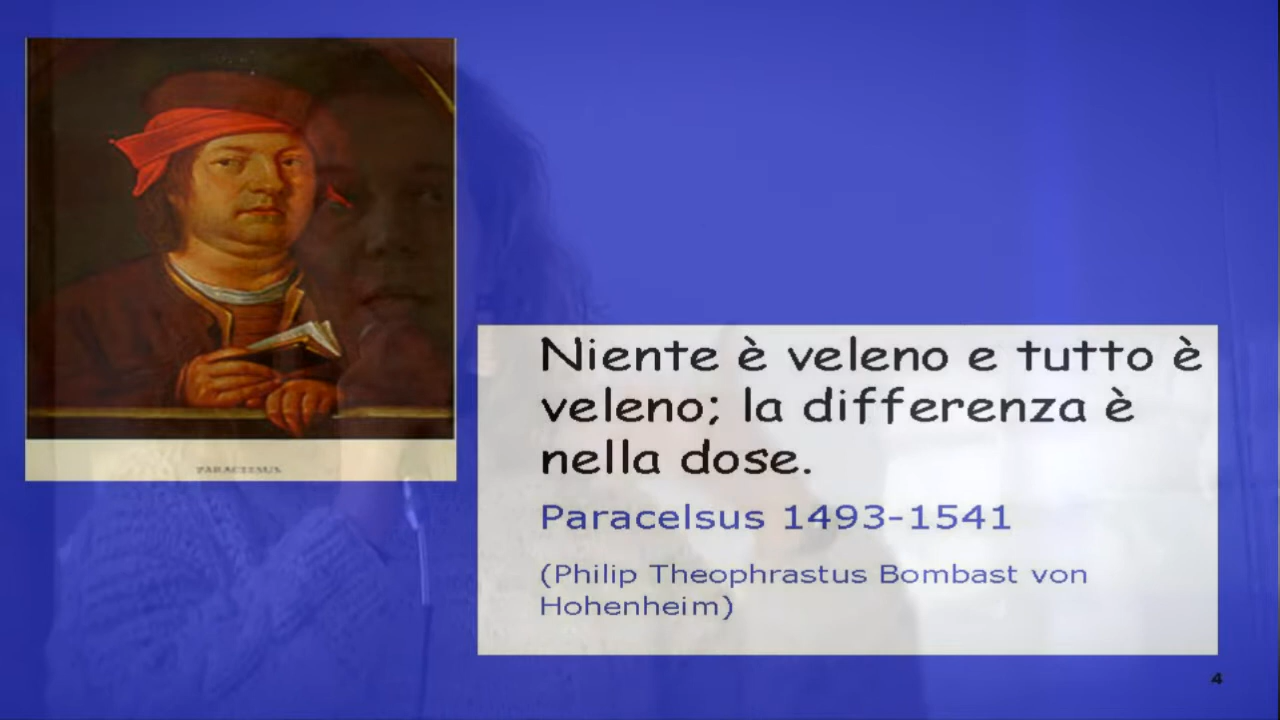 PARACELSUS
Niente è veleno e tutto è
veleno; la differenza è
nella dose.
Paracelsus 1493-1541
(Philip Theophrastus Bombast von
Hohenheim)
4